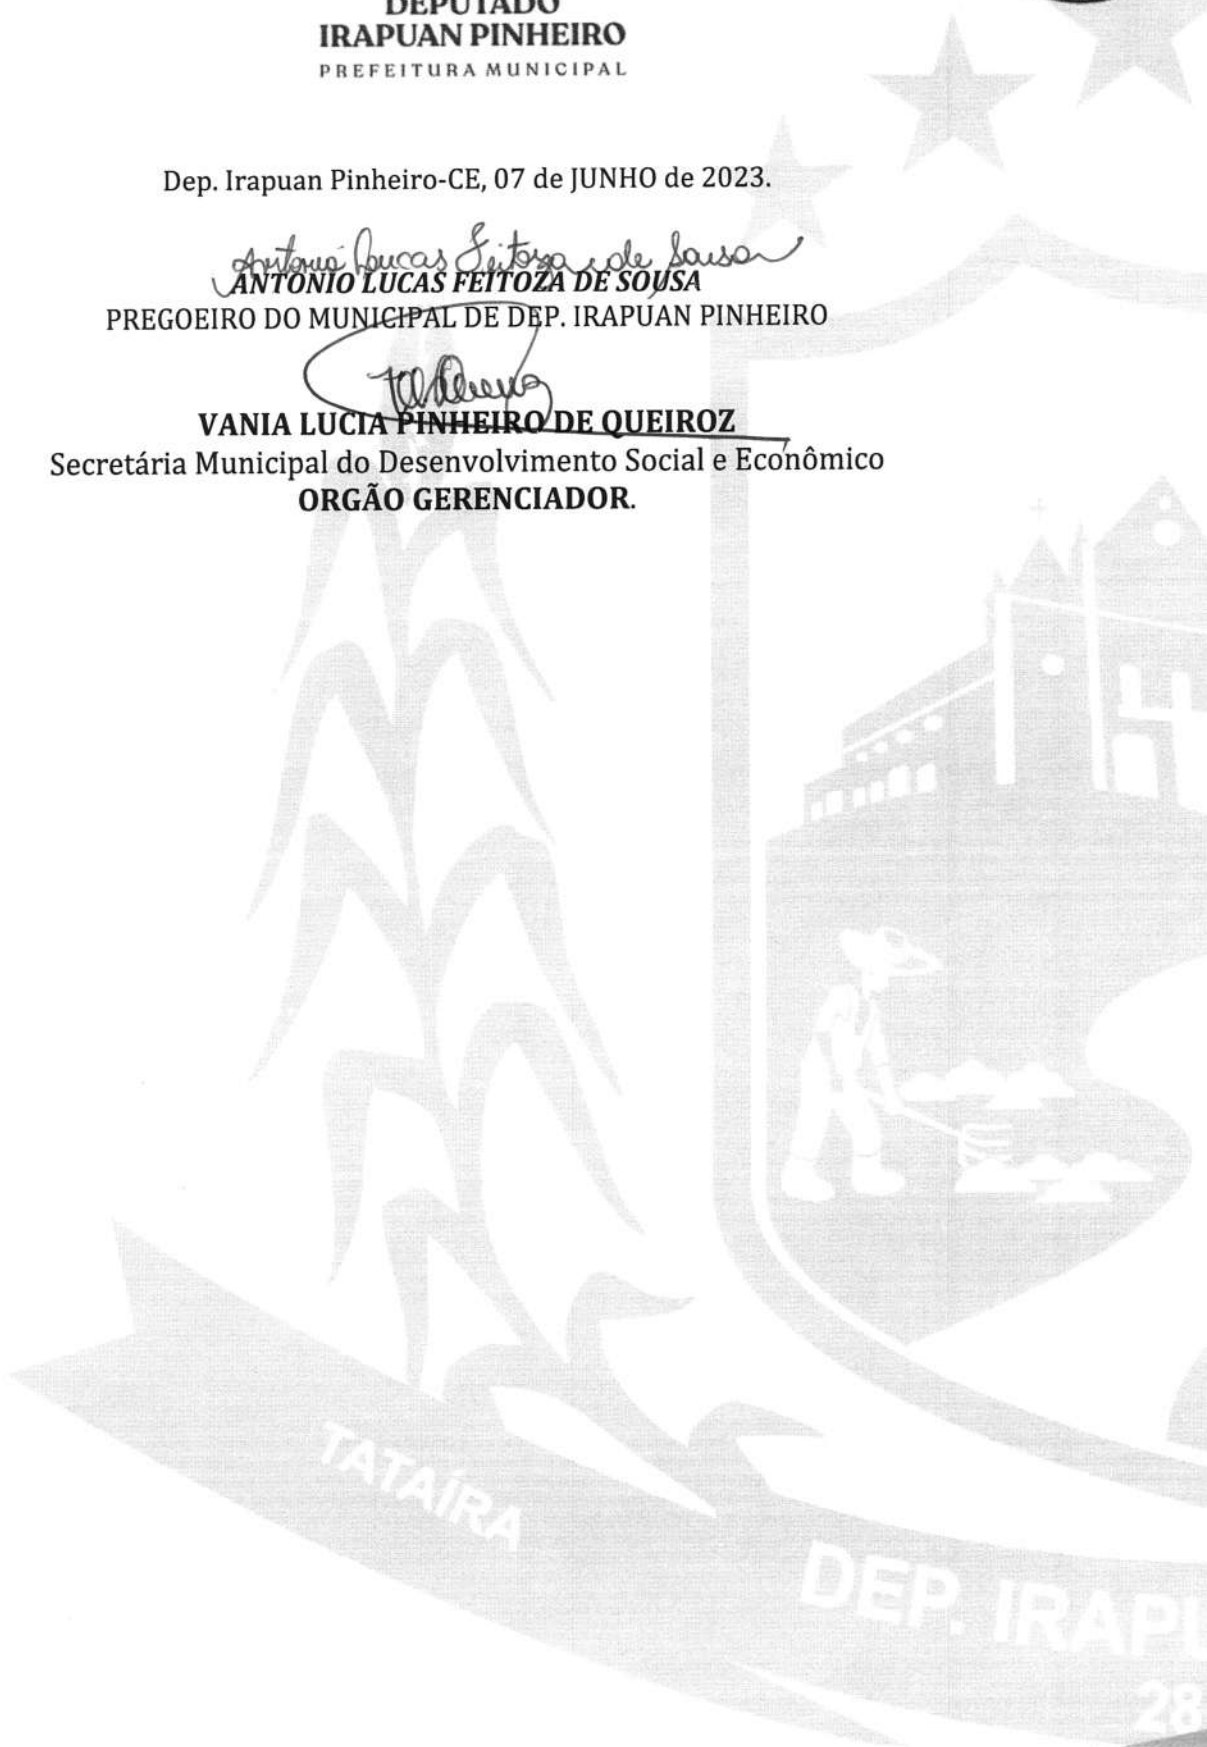 DEPUTADO
IRAPUAN PINHEIRO
PREFEITURA MUNICIPAL
Dep. Irapuan Pinheiro-CE, 07 de JUNHO de 2023.
Antonio Lucas Feitoza de Sousa
ANTONIO LUCAS FEITOZA DE SOUSA
PREGOEIRO DO MUNICIPAL DE DEP. IRAPUAN PINHEIRO
VANIA LUCIA PINHEIRO DE QUEIROZ
Secretária Municipal do Desenvolvimento Social e Econômico
ORGÃO GERENCIADOR.
TATAÍRA
DEP. IRAPU
28